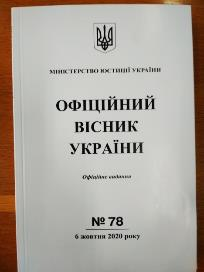 МІНІСТЕРСТВО ЮСТИЦІЇ УКРАЇНИ
ОФІЦІЙНИЙ
ВІСНИК
УКРАЇНИ
Офіційне видання
№ 78
6 жовтня 2020 року